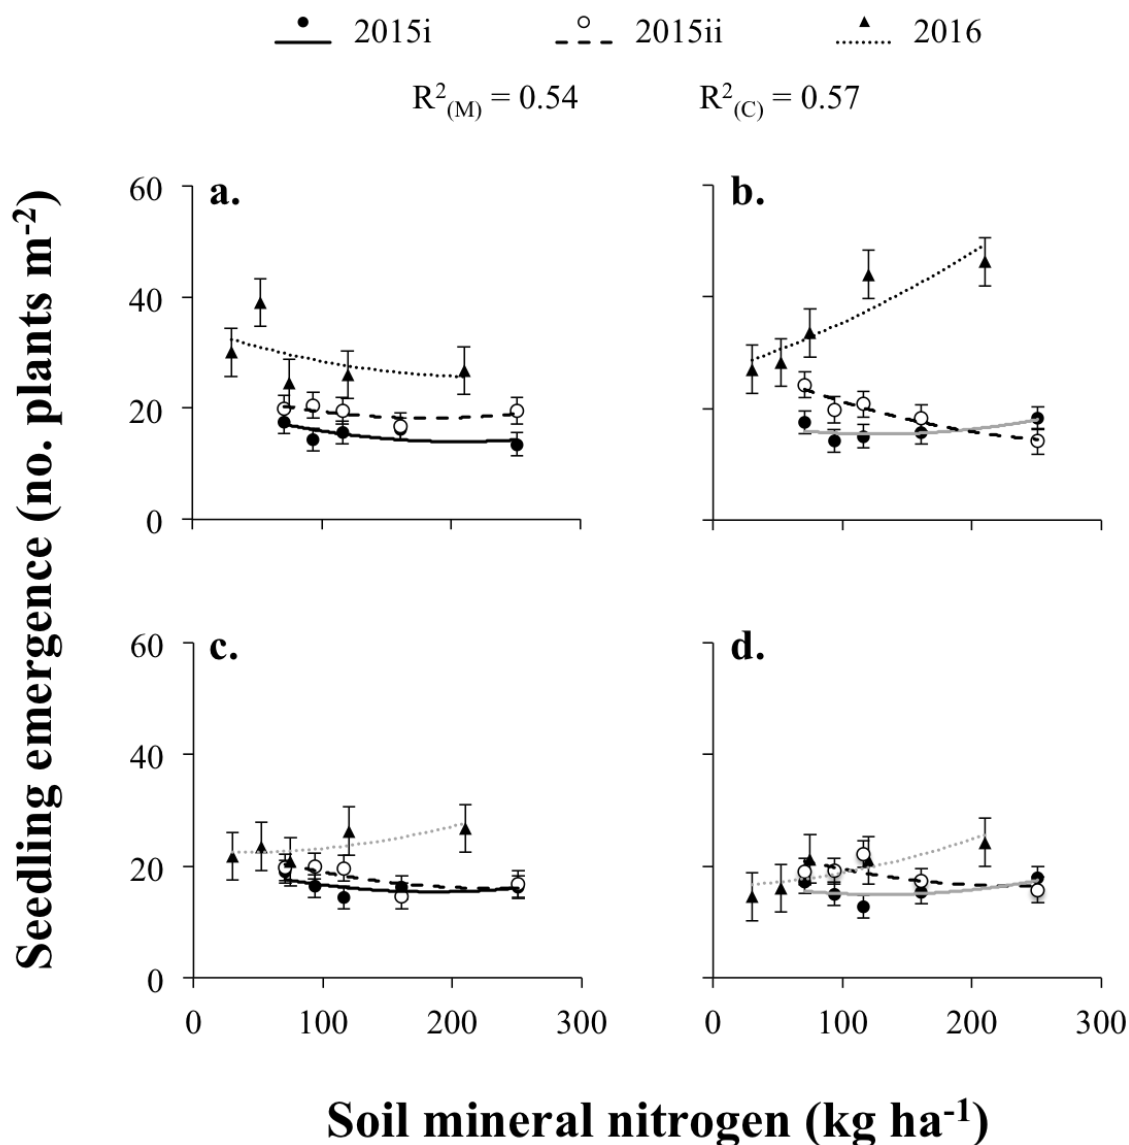 2015i 2015ii 2016
R²(M) = 0.54 R²(C) = 0.57
Seedling emergence (no. plants m⁻²)
a. b.
60
40
20
0
c. d.
60
40
20
0
0 100 200 300 0 100 200 300
Soil mineral nitrogen (kg ha⁻¹)